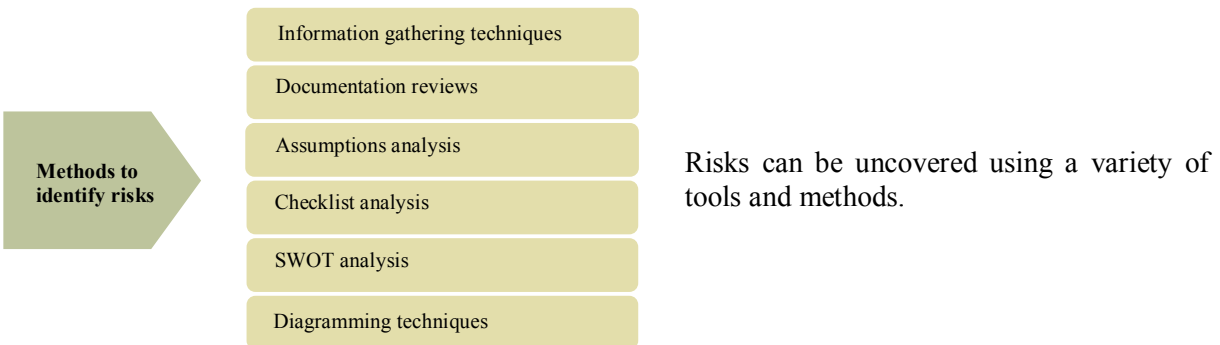 Methods to
identify risks
Information gathering techniques
Documentation reviews
Assumptions analysis
Checklist analysis
SWOT analysis
Diagramming techniques
Risks can be uncovered using a variety of
tools and methods.